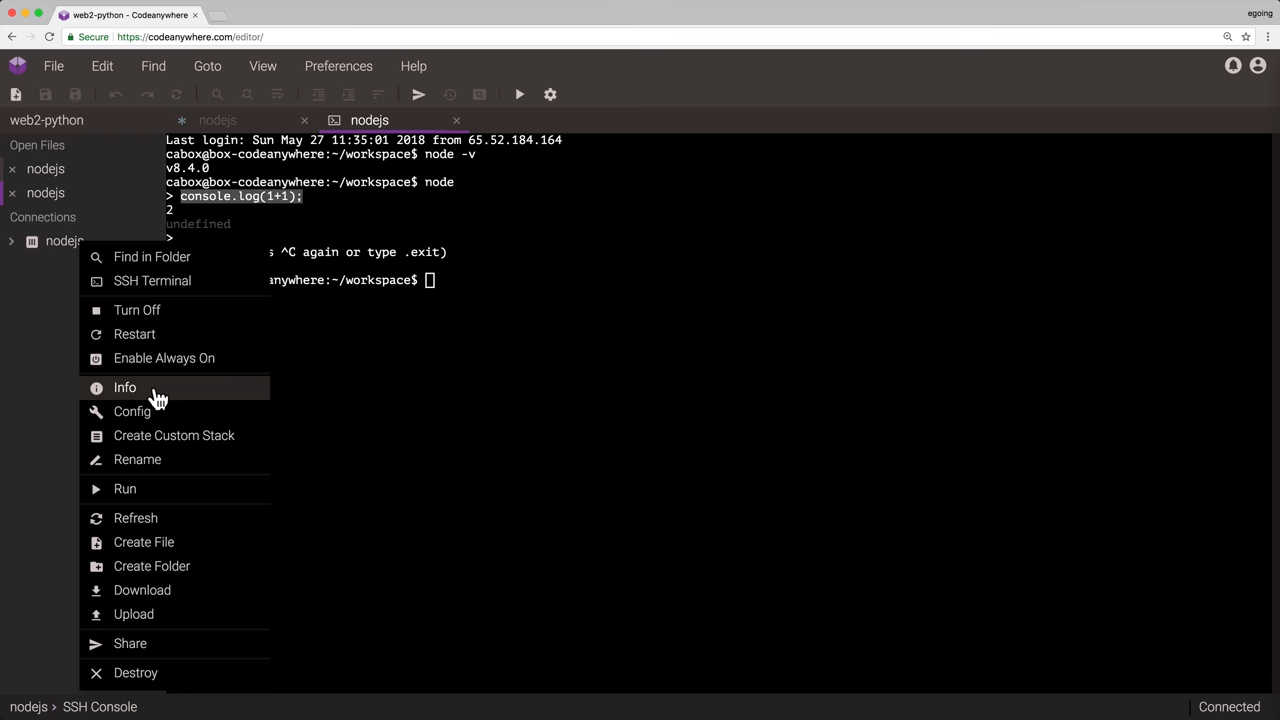 web2-python - Codeanywhere
egoing
Secure https://codeanywhere.com/editor/
File Edit Find Goto View Preferences Help
web2-python
nodejs
nodejs
Open Files
nodejs
nodejs
Connections
nodejs
Last login: Sun May 27 11:35:01 2018 from 65.52.184.164
cabox@box-codeanywhere:~/workspace$ node -v
v8.4.0
cabox@box-codeanywhere:~/workspace$ node
> console.log(1+1);
2
undefined
>
s ^C again or type .exit)
anywhere:~/workspace$
Find in Folder
SSH Terminal
Turn Off
Restart
Enable Always On
Info
Config
Create Custom Stack
Rename
Run
Refresh
Create File
Create Folder
Download
Upload
Share
Destroy
nodejs > SSH Console
Connected